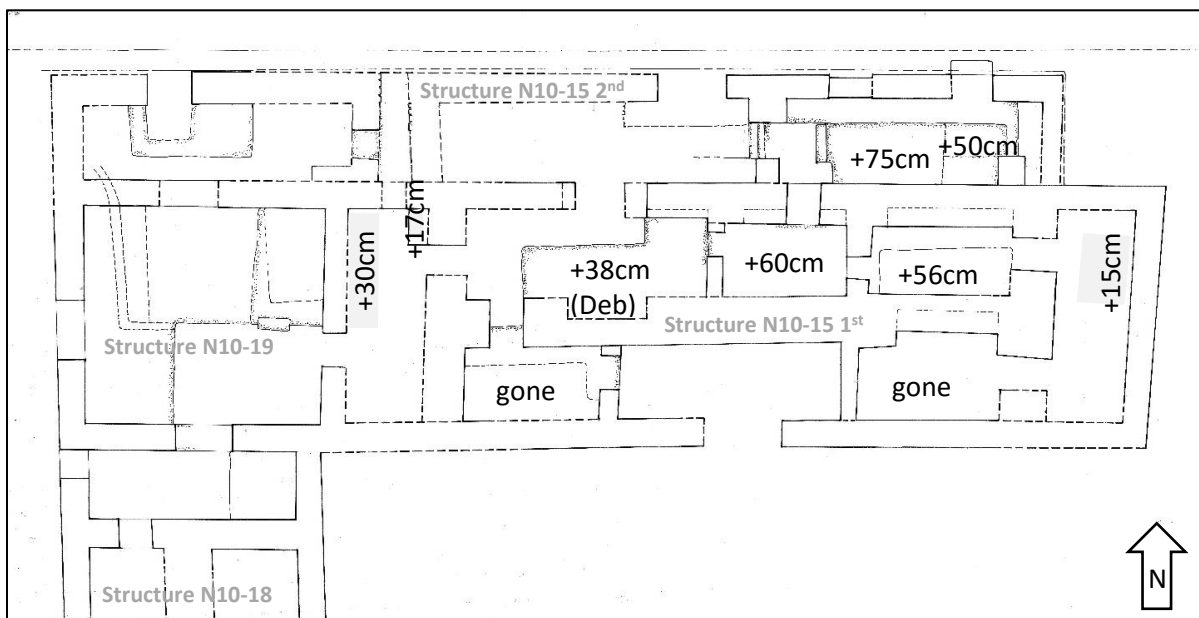 Structure N10-15 2nd
+75cm
+50cm
+17cm
+30cm
+38cm
(Deb)
+60cm
+56cm
+15cm
Structure N10-19
Structure N10-15 1st
gone
gone
Structure N10-18
N